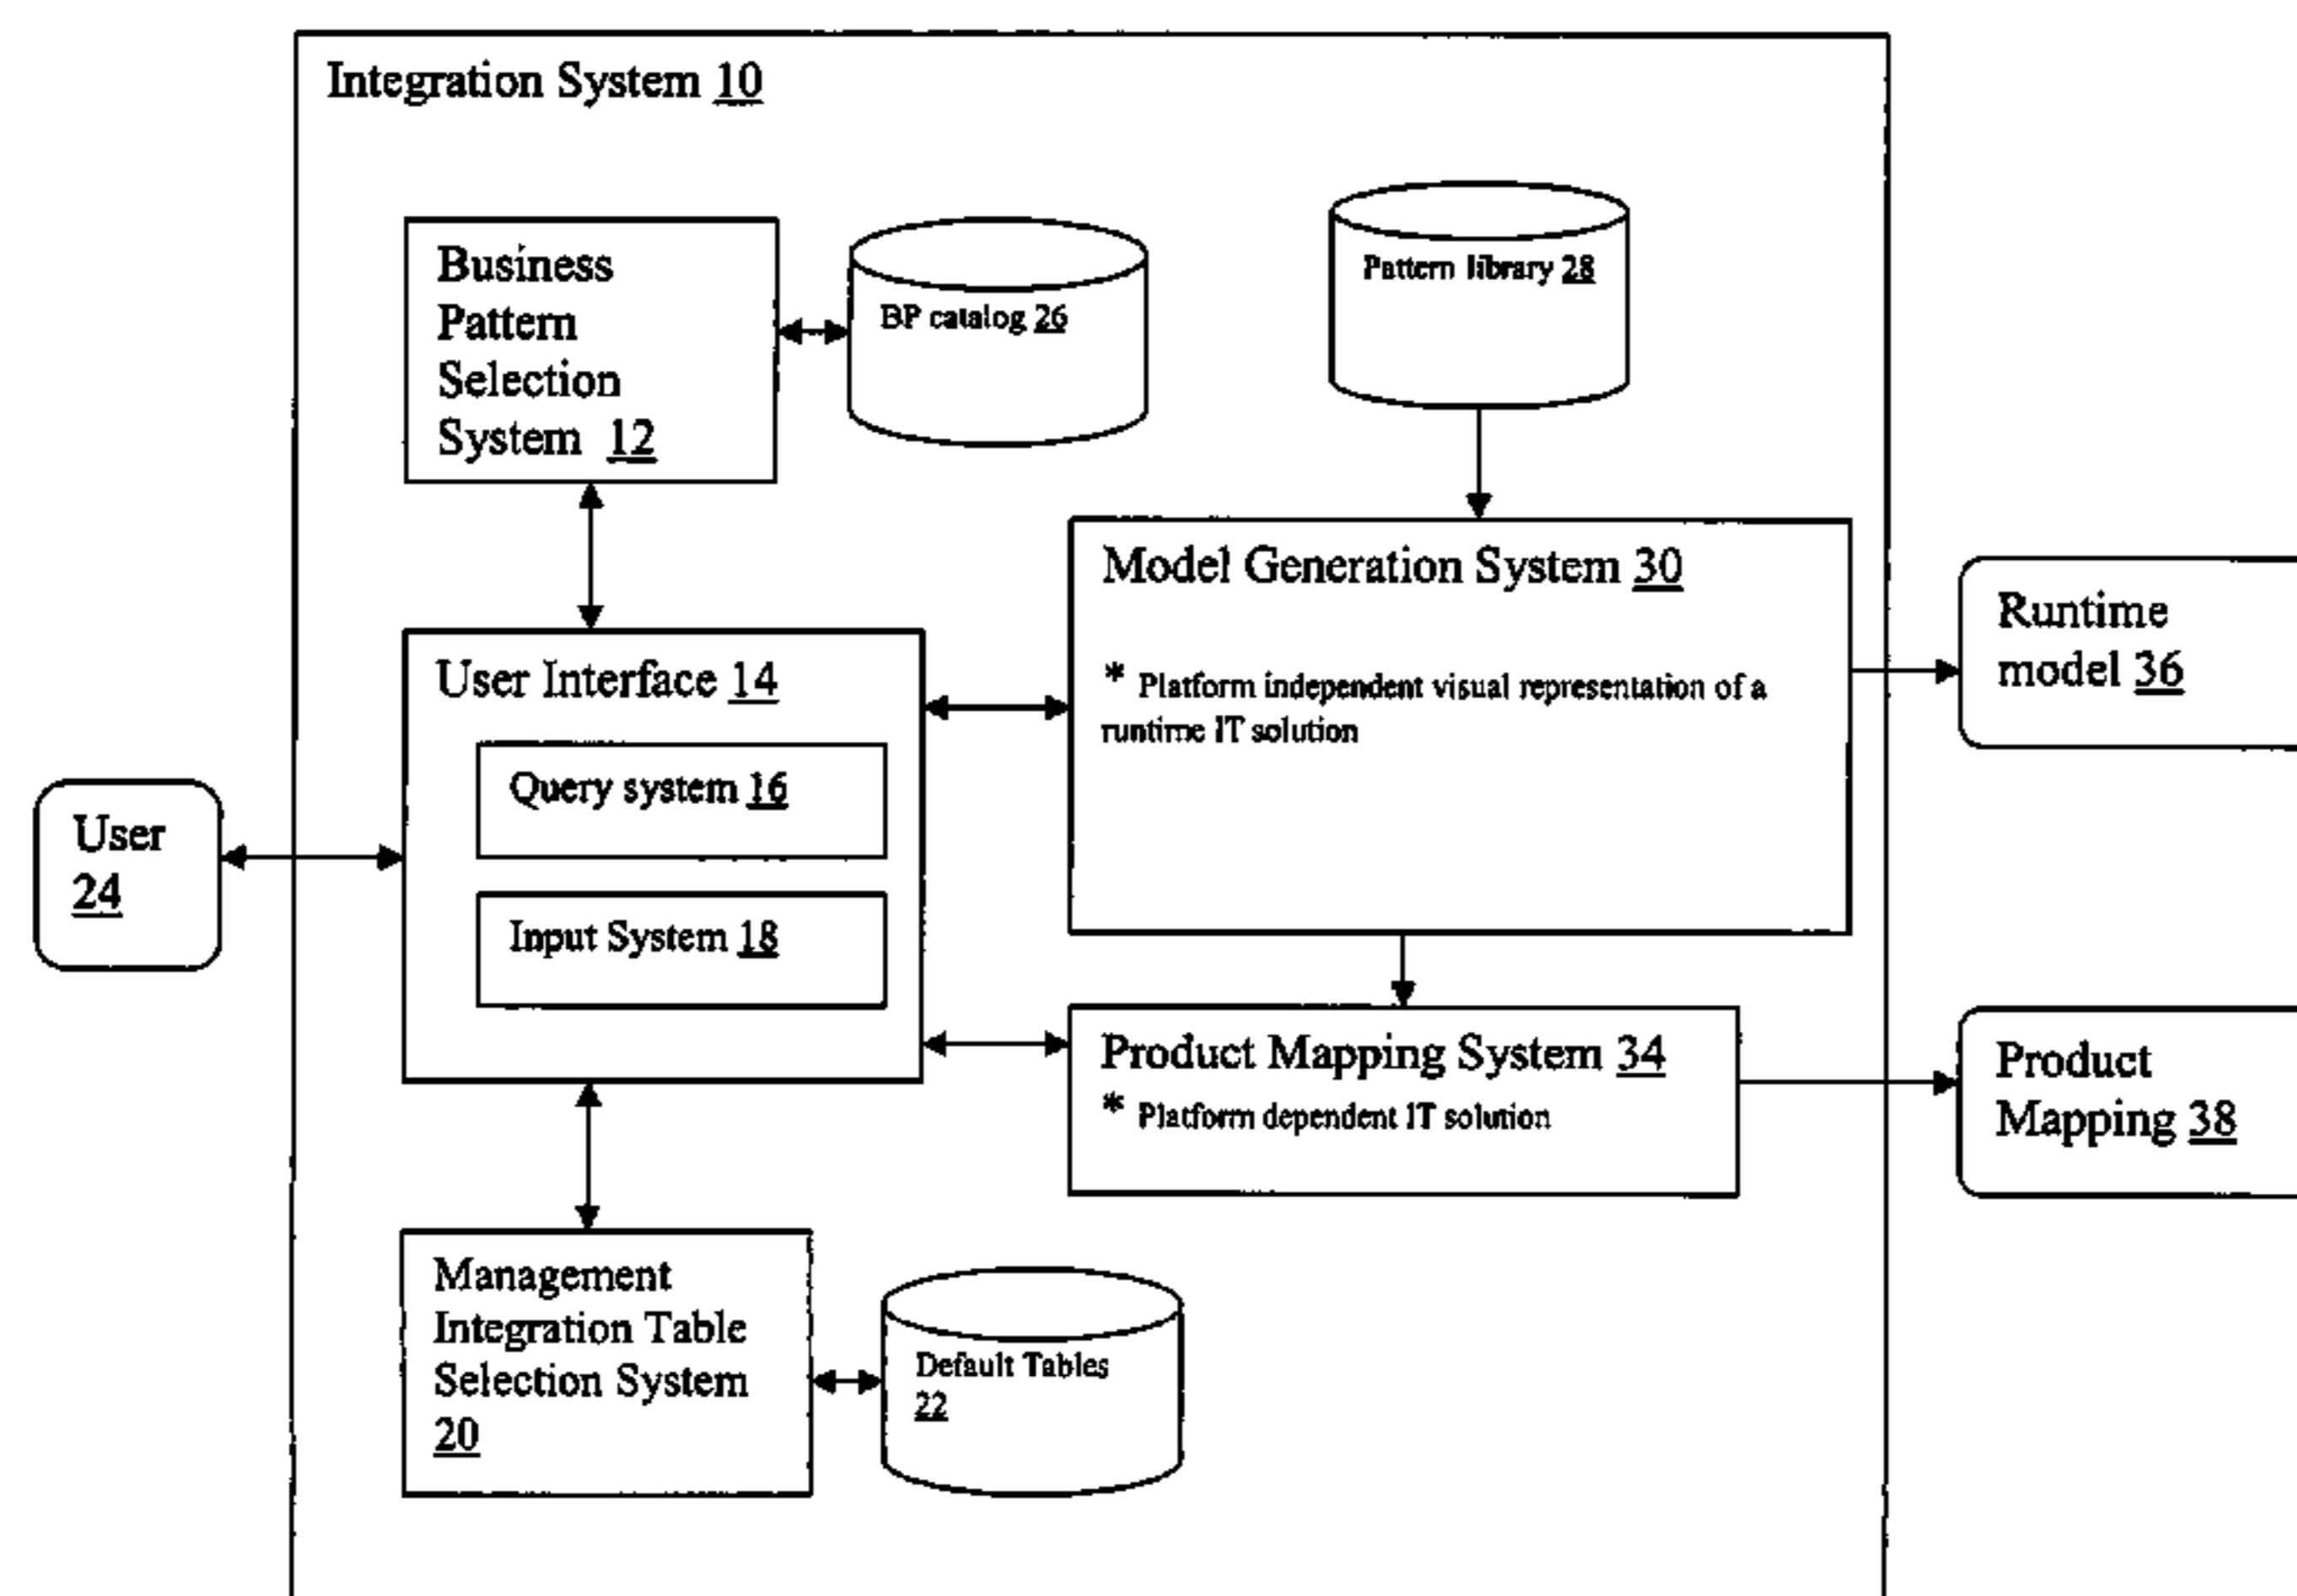 Integration System 10
Business
Pattern
Selection
System 12
BP catalog 26
Pattern library 28
Model Generation System 30
* Platform independent visual representation of a
runtime IT solution
Runtime
model 36
User Interface 14
Query system 16
Input System 18
User
24
Product Mapping System 34
* Platform dependent IT solution
Product
Mapping 38
Management
Integration Table
Selection System
20
Default Tables
22